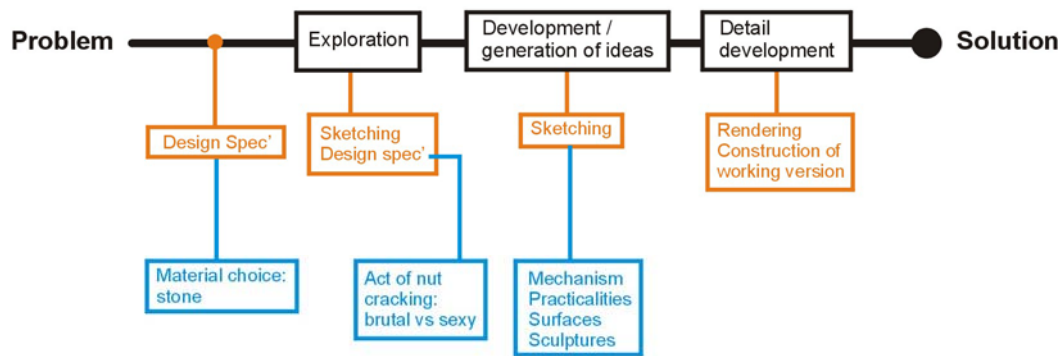 Problem
Exploration
Development /
generation of ideas
Detail
development
Solution
Design Spec'
Sketching
Design spec'
Sketching
Rendering
Construction of
working version
Material choice:
stone
Act of nut
cracking:
brutal vs sexy
Mechanism
Practicalities
Surfaces
Sculptures